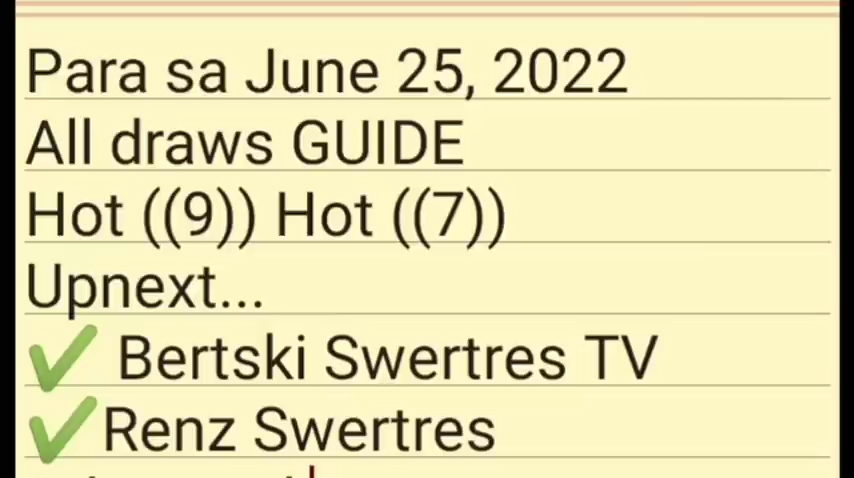 Para sa June 25, 2022
All draws GUIDE
Hot ((9)) Hot ((7))
Upnext...
✔ Bertski Swertres TV
✔Renz Swertres